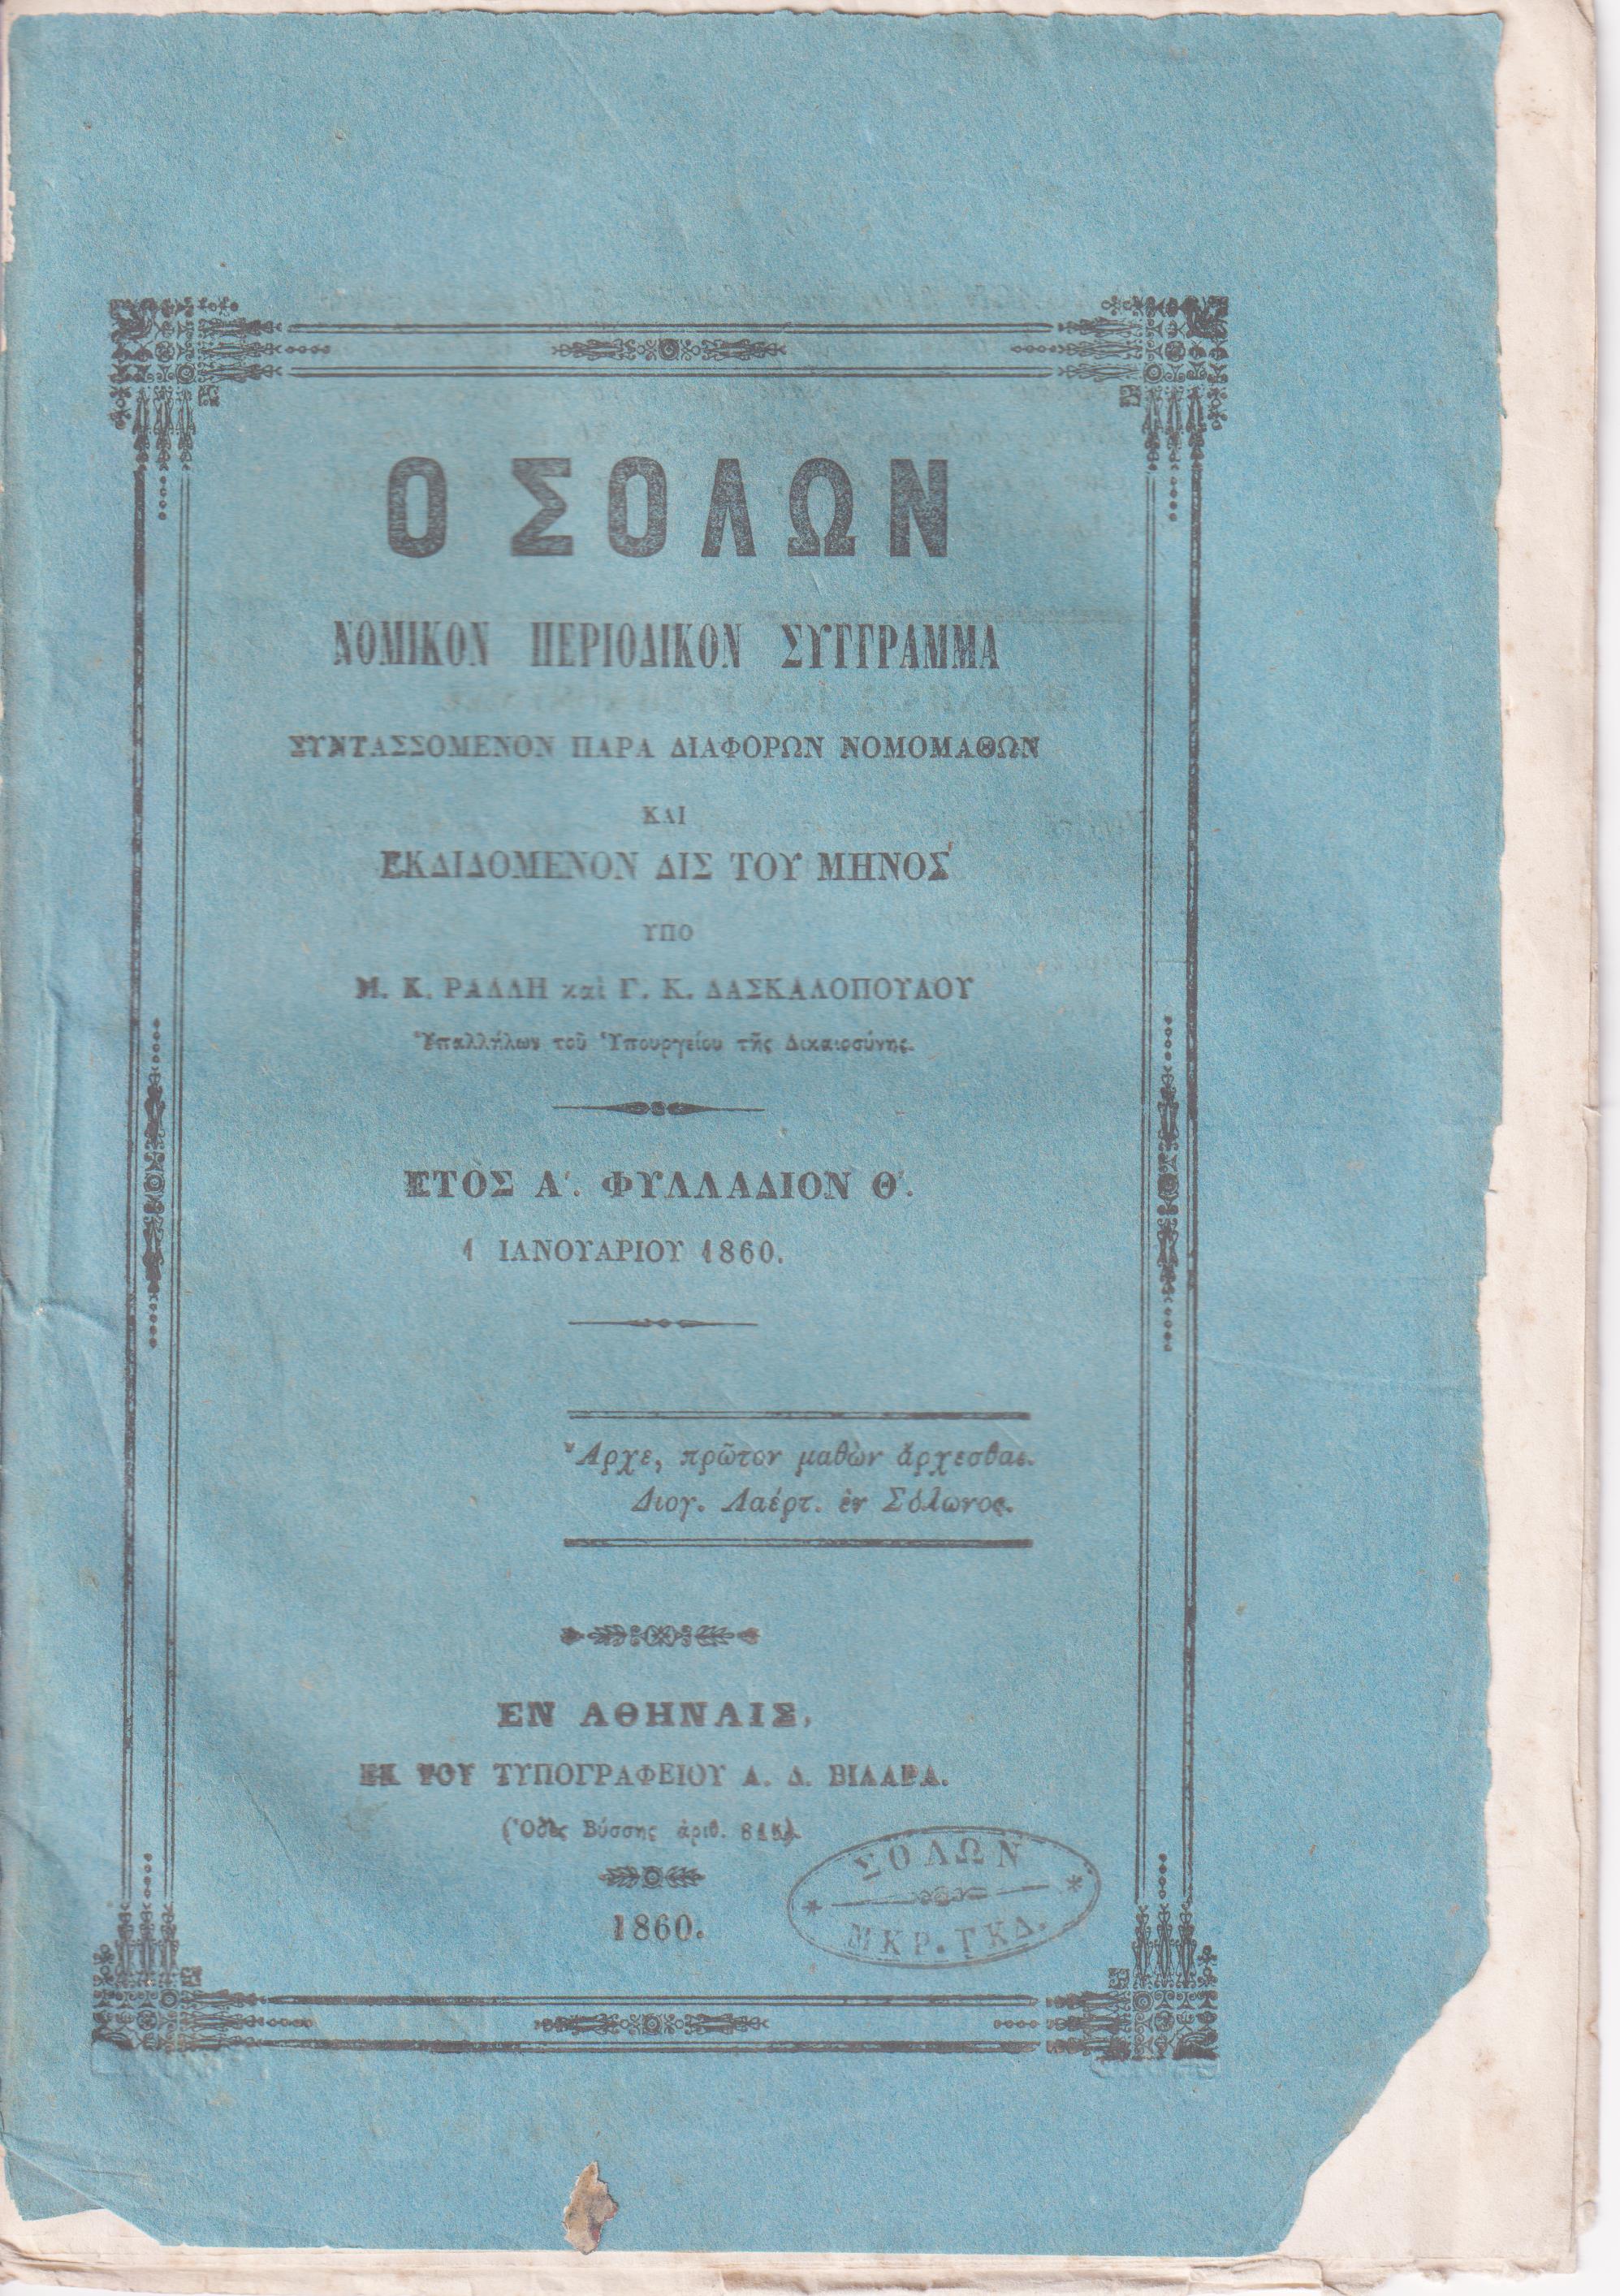 Ο ΣΟΛΩΝ
ΝΟΜΙΚΟΝ ΠΕΡΙΟΔΙΚΟΝ ΣΥΓΓΡΑΜΜΑ
ΣΥΝΤΑΣΣΟΜΕΝΟΝ ΠΑΡΑ ΔΙΑΦΟΡΩΝ ΝΟΜΟΜΑΘΩΝ
ΚΑΙ
ΕΚΔΙΔΟΜΕΝΟΝ ΔΙΣ ΤΟΥ ΜΗΝΟΣ
ΥΠΟ
Μ. Κ. ΡΑΛΛΗ καὶ Γ. Κ. ΔΑΣΚΑΛΟΠΟΥΛΟΥ
Ὑπαλλήλων τοῦ Ὑπουργείου τῆς Δικαιοσύνης.
ΕΤΟΣ Α΄. ΦΥΛΛΑΔΙΟΝ Θ΄.
1 ΙΑΝΟΥΑΡΙΟΥ 1860.
Ἄρχε, πρῶτον μαθὼν ἄρχεσθαι.
Διογ. Λαέρτ. ἐν Σόλωνος.
ΕΝ ΑΘΗΝΑΙΣ,
ΕΚ ΤΟΥ ΤΥΠΟΓΡΑΦΕΙΟΥ Α. Δ. ΒΙΛΑΡΑ.
(Ὁδὸς Βύσσης ἀριθ.
ΣΟΛΩΝ
* *
ΜΚΡ. ΓΚΔ.
1860.